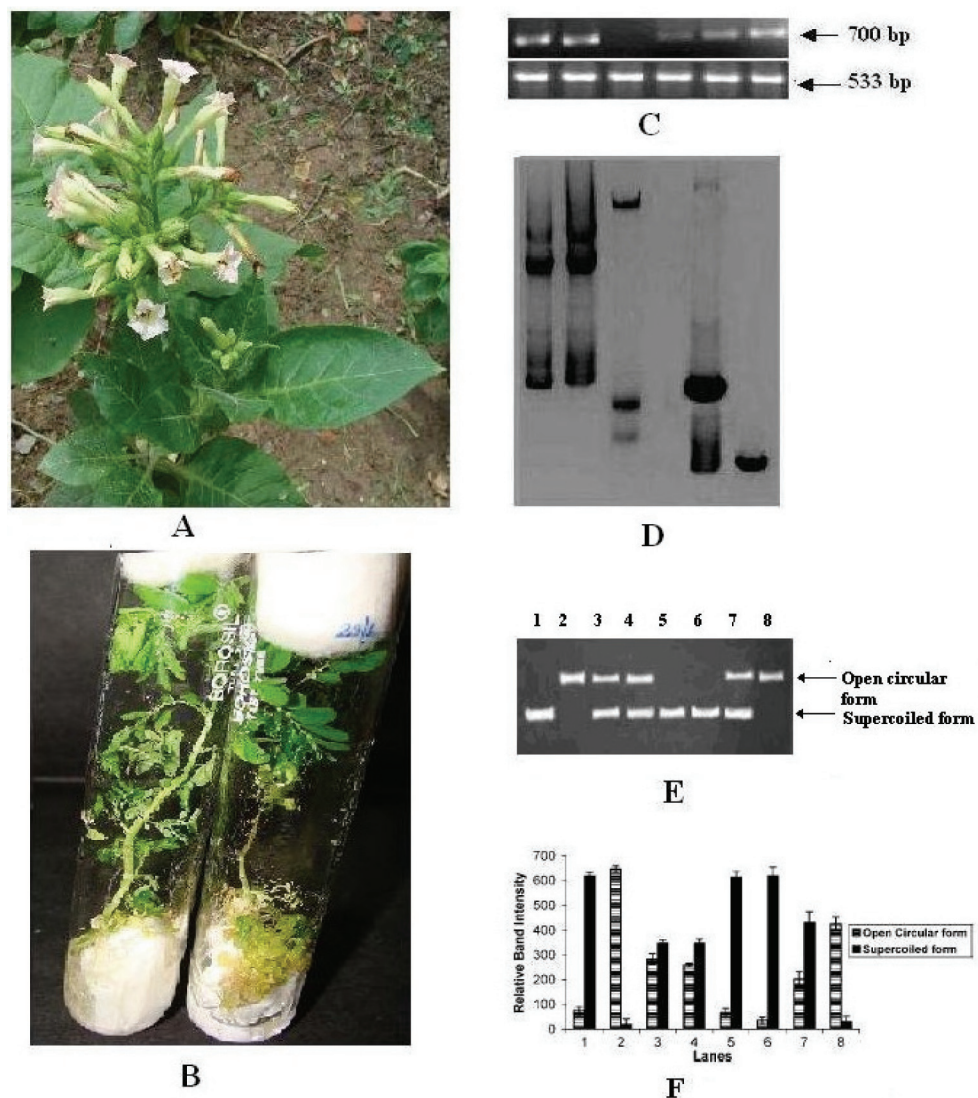 700 bp
533 bp
C
A
D
BOROSIL
1 2 3 4 5 6 7 8
Open circular
form
Supercoiled form
E
B
700
600
500
400
300
200
100
0
Relative Band Intensity
Open Circular form
Supercoiled form
1 2 3 4 5 6 7 8
Lanes
F